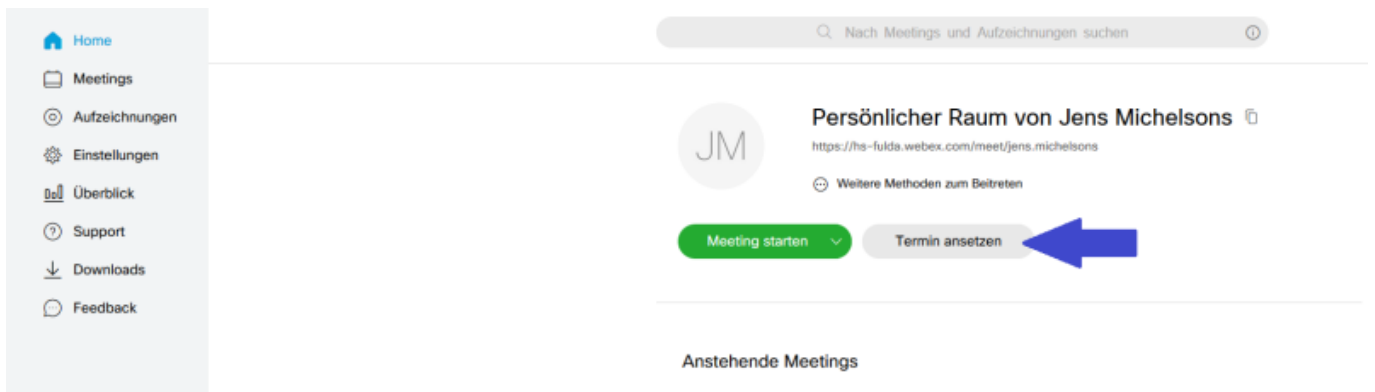 Home
Meetings
Aufzeichnungen
Einstellungen
Überblick
Support
Downloads
Feedback
Nach Meetings und Aufzeichnungen suchen
JM
Persönlicher Raum von Jens Michelsons
https://hs-fulda.webex.com/meet/jens.michelsons
Weitere Methoden zum Beitreten
Meeting starten
Termin ansetzen
Anstehende Meetings